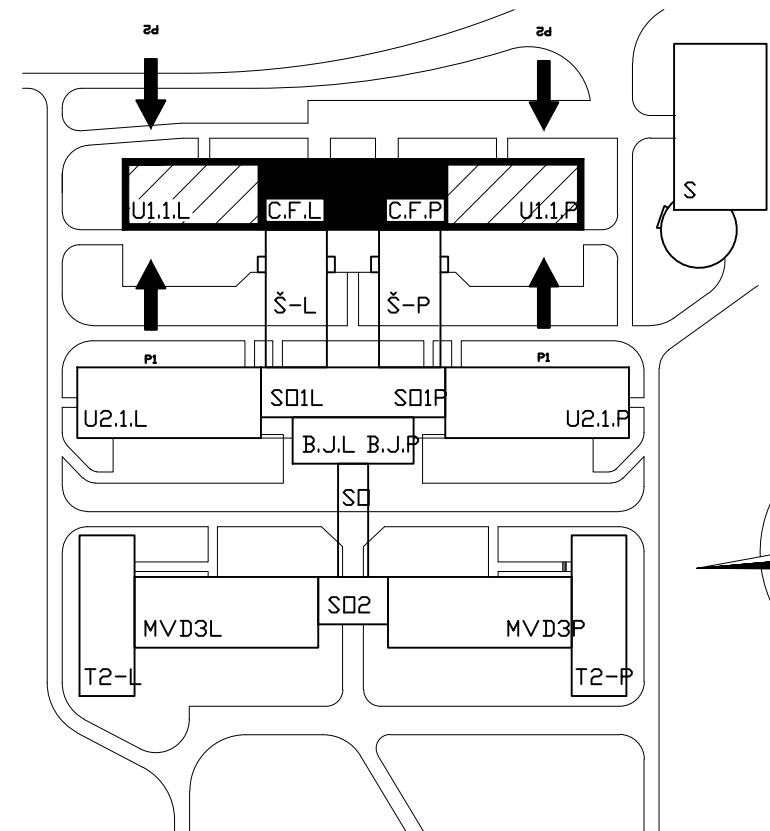 P2 P2
S
U1.1.L C.F.L C.F.P U1.1.P
Š-L Š-P
P1 P1
SO1L SO1P
U2.1.L U2.1.P
B.J.L B.J.P
SO
SO2
MVD3L MVD3P
T2-L T2-P